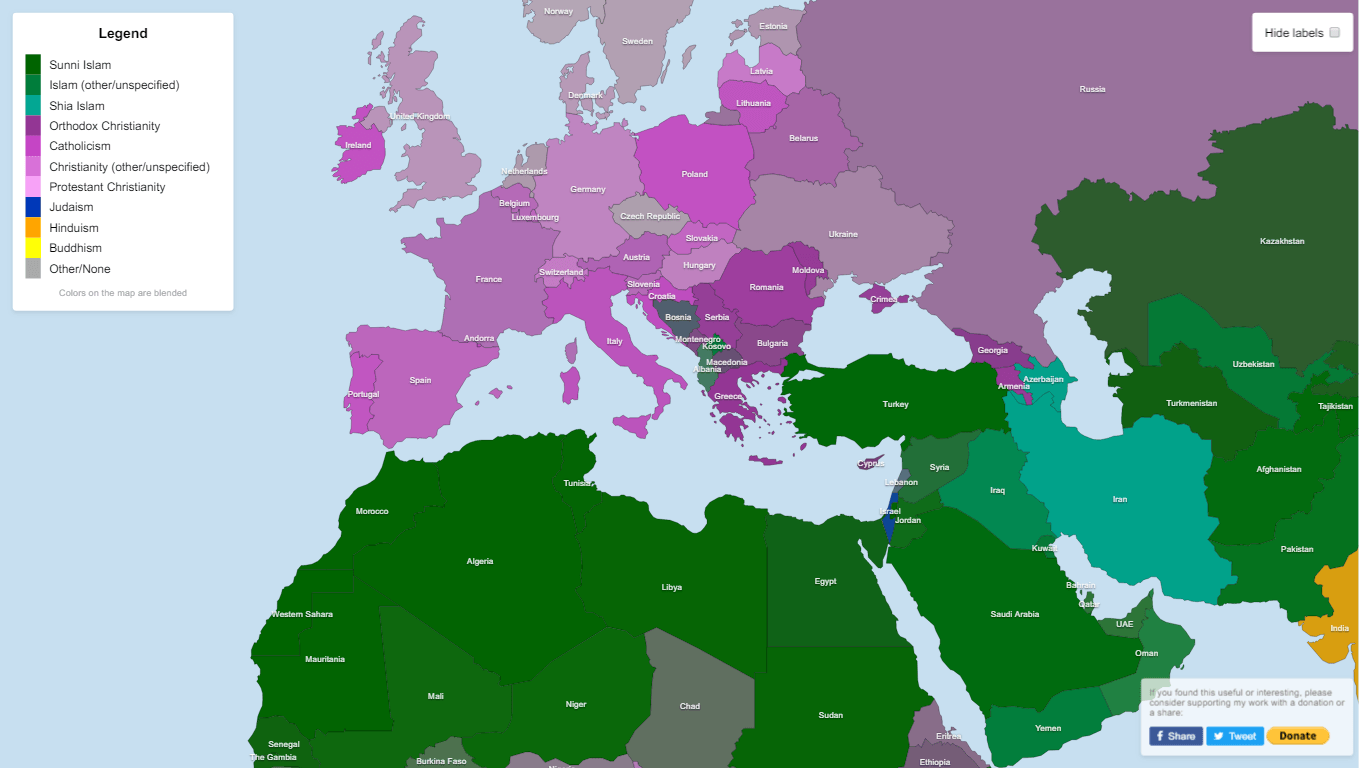 Legend
Sunni Islam
Islam (other/unspecified)
Shia Islam
Orthodox Christianity
Catholicism
Christianity (other/unspecified)
Protestant Christianity
Judaism
Hinduism
Buddhism
Other/None
Colors on the map are blended
Hide labels
Norway
Sweden
Estonia
Latvia
Lithuania
Denmark
Russia
United Kingdom
Ireland
Belarus
Netherlands
Poland
Germany
Belgium
Luxembourg
Czech Republic
Ukraine
Kazakhstan
Slovakia
Austria
Hungary
Switzerland
Moldova
France
Slovenia
Romania
Croatia
Crimea
Bosnia
Serbia
Andorra
Italy
Montenegro
Kosovo
Bulgaria
Georgia
Macedonia
Albania
Uzbekistan
Spain
Azerbaijan
Armenia
Portugal
Greece
Turkey
Turkmenistan
Tajikistan
Cyprus
Syria
Afghanistan
Tunisia
Lebanon
Iraq
Iran
Morocco
Israel
Jordan
Kuwait
Pakistan
Algeria
Libya
Egypt
Bahrain
Qatar
Western Sahara
Saudi Arabia
UAE
India
Mauritania
Oman
Mali
Niger
Chad
Sudan
Yemen
Eritrea
Senegal
The Gambia
Burkina Faso
Ethiopia
If you found this useful or interesting, please
consider supporting my work with a donation or
a share:
Share
Tweet
Donate